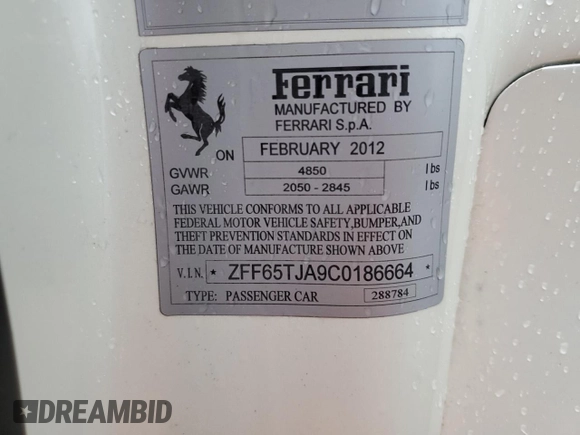 Ferrari
MANUFACTURED BY
FERRARI S.p.A.
ON FEBRUARY 2012
GVWR 4850 lbs
GAWR 2050 - 2845 lbs
THIS VEHICLE CONFORMS TO ALL APPLICABLE
FEDERAL MOTOR VEHICLE SAFETY,BUMPER,AND
THEFT PREVENTION STANDARDS IN EFFECT ON
THE DATE OF MANUFACTURE SHOWN ABOVE
V.I.N. * ZFF65TJA9C0186664 *
TYPE: PASSENGER CAR 288784
DREAMBID